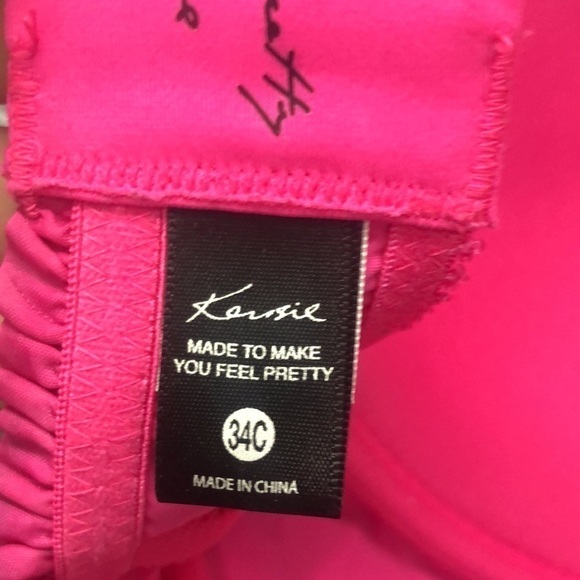 Kensie
MADE TO MAKE
YOU FEEL PRETTY
34C
MADE IN CHINA